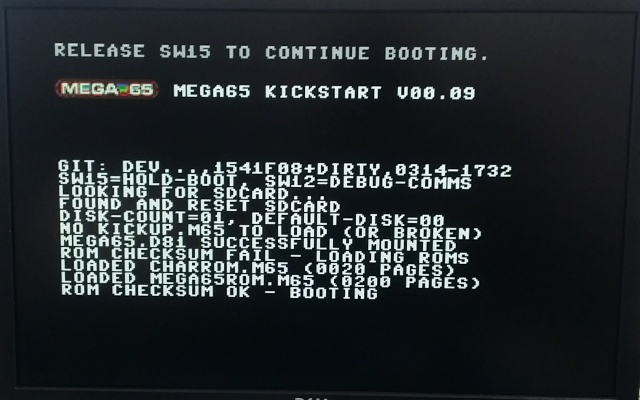 RELEASE SW15 TO CONTINUE BOOTING.
MEGA65 MEGA65 KICKSTART V00.09
GIT: DEV...,1541F08+DIRTY,0314-1732
SW15=HOLD-BOOT, SW12=DEBUG-COMMS
LOOKING FOR SDCARD...
FOUND AND RESET SDCARD
DISK-COUNT=01, DEFAULT-DISK=00
NO KICKUP.M65 TO LOAD (OR BROKEN)
MEGA65.D81 SUCCESSFULLY MOUNTED
ROM CHECKSUM FAIL - LOADING ROMS
LOADED CHARROM.M65 (0020 PAGES)
LOADED MEGA65ROM.M65 (0200 PAGES)
ROM CHECKSUM OK - BOOTING